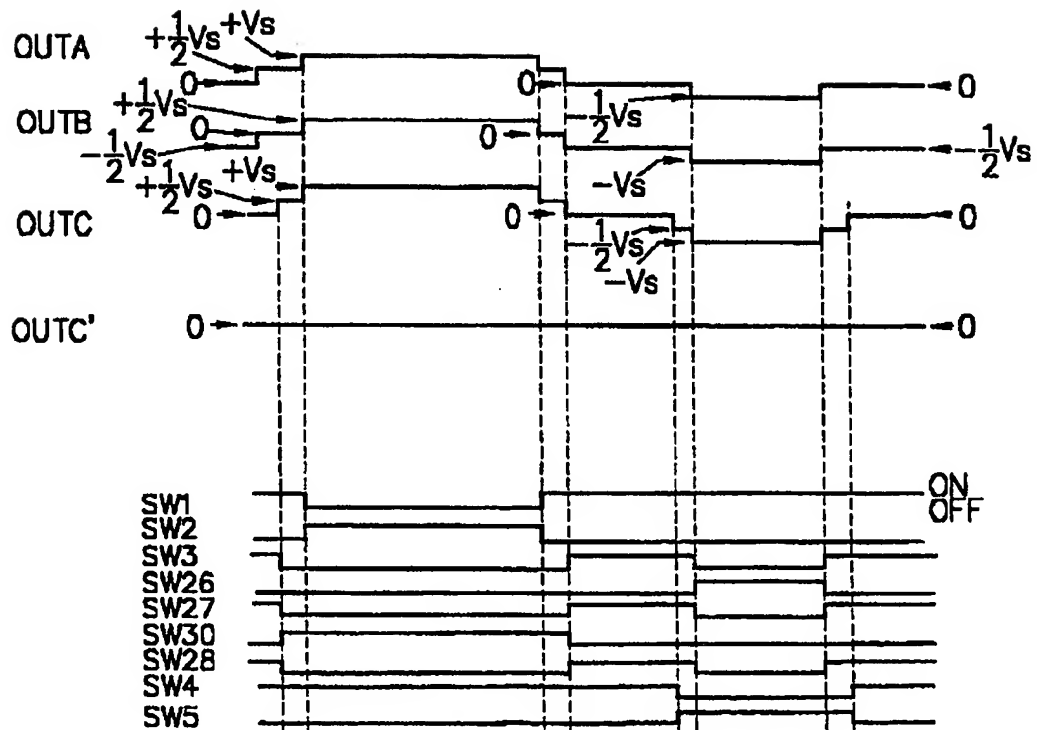 OUTA +1/2Vs +Vs
0 0 -1/2Vs 0
OUTB +1/2Vs 0 0
-1/2Vs -Vs -1/2Vs
OUTC +1/2Vs +Vs
0 0 -1/2Vs -Vs 0
OUTC' 0 0
SW1 ON
OFF
SW2
SW3
SW26
SW27
SW30
SW28
SW4
SW5